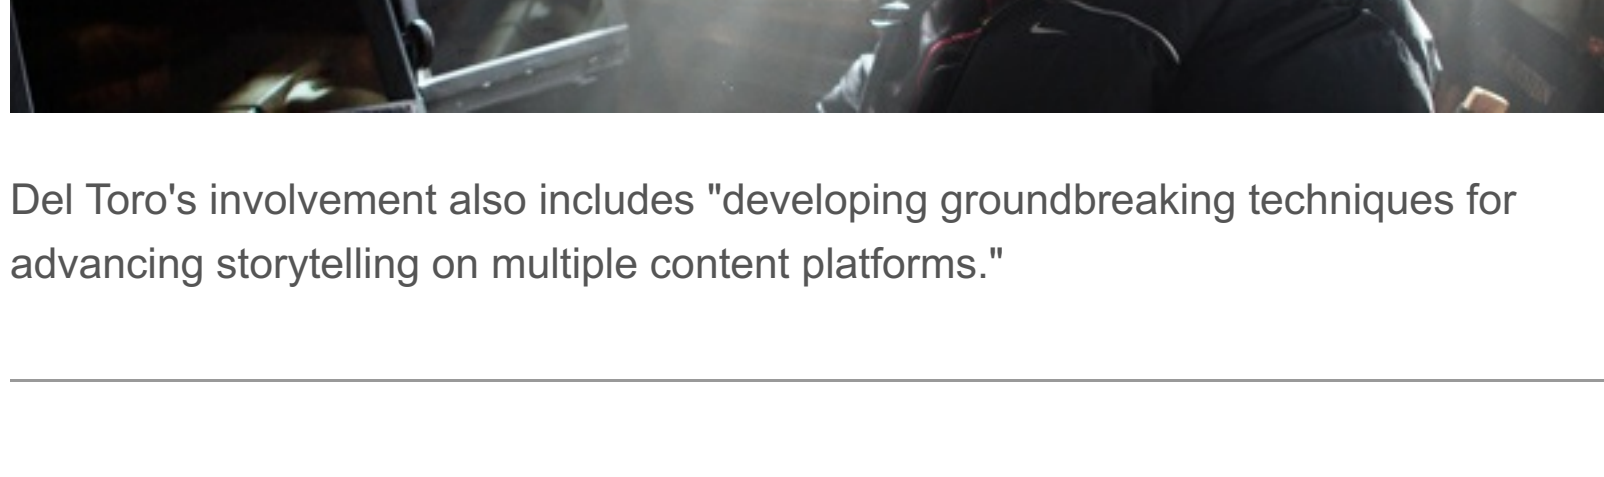 Del Toro's involvement also includes "developing groundbreaking techniques for
advancing storytelling on multiple content platforms."